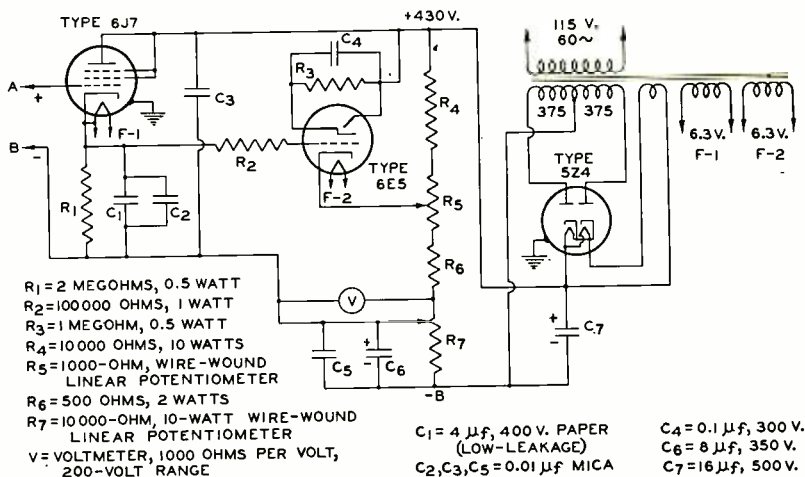 TYPE 6J7
+430 V.
115 V.
60~
C4
R3
A
+
C3
R4
375 375
F-1
B
-
R2
TYPE
6E5
6.3 V.
F-1
6.3 V.
F-2
TYPE
5Z4
F-2
R1
C1
C2
R5
R6
V
+
-
C7
+
-
C5
C6
R7
-B
R1=2 MEGOHMS, 0.5 WATT
R2=100000 OHMS, 1 WATT
R3=1 MEGOHM, 0.5 WATT
R4=10000 OHMS, 10 WATTS
R5=1000-OHM, WIRE-WOUND
LINEAR POTENTIOMETER
R6=500 OHMS, 2 WATTS
R7=10000-OHM, 10-WATT WIRE-WOUND
LINEAR POTENTIOMETER
V=VOLTMETER, 1000 OHMS PER VOLT,
200-VOLT RANGE
C1=4 µf, 400 V. PAPER
(LOW-LEAKAGE)
C2,C3,C5=0.01 µf MICA
C4=0.1 µf, 300 V.
C6=8 µf, 350 V.
C7=16 µf, 500 V.